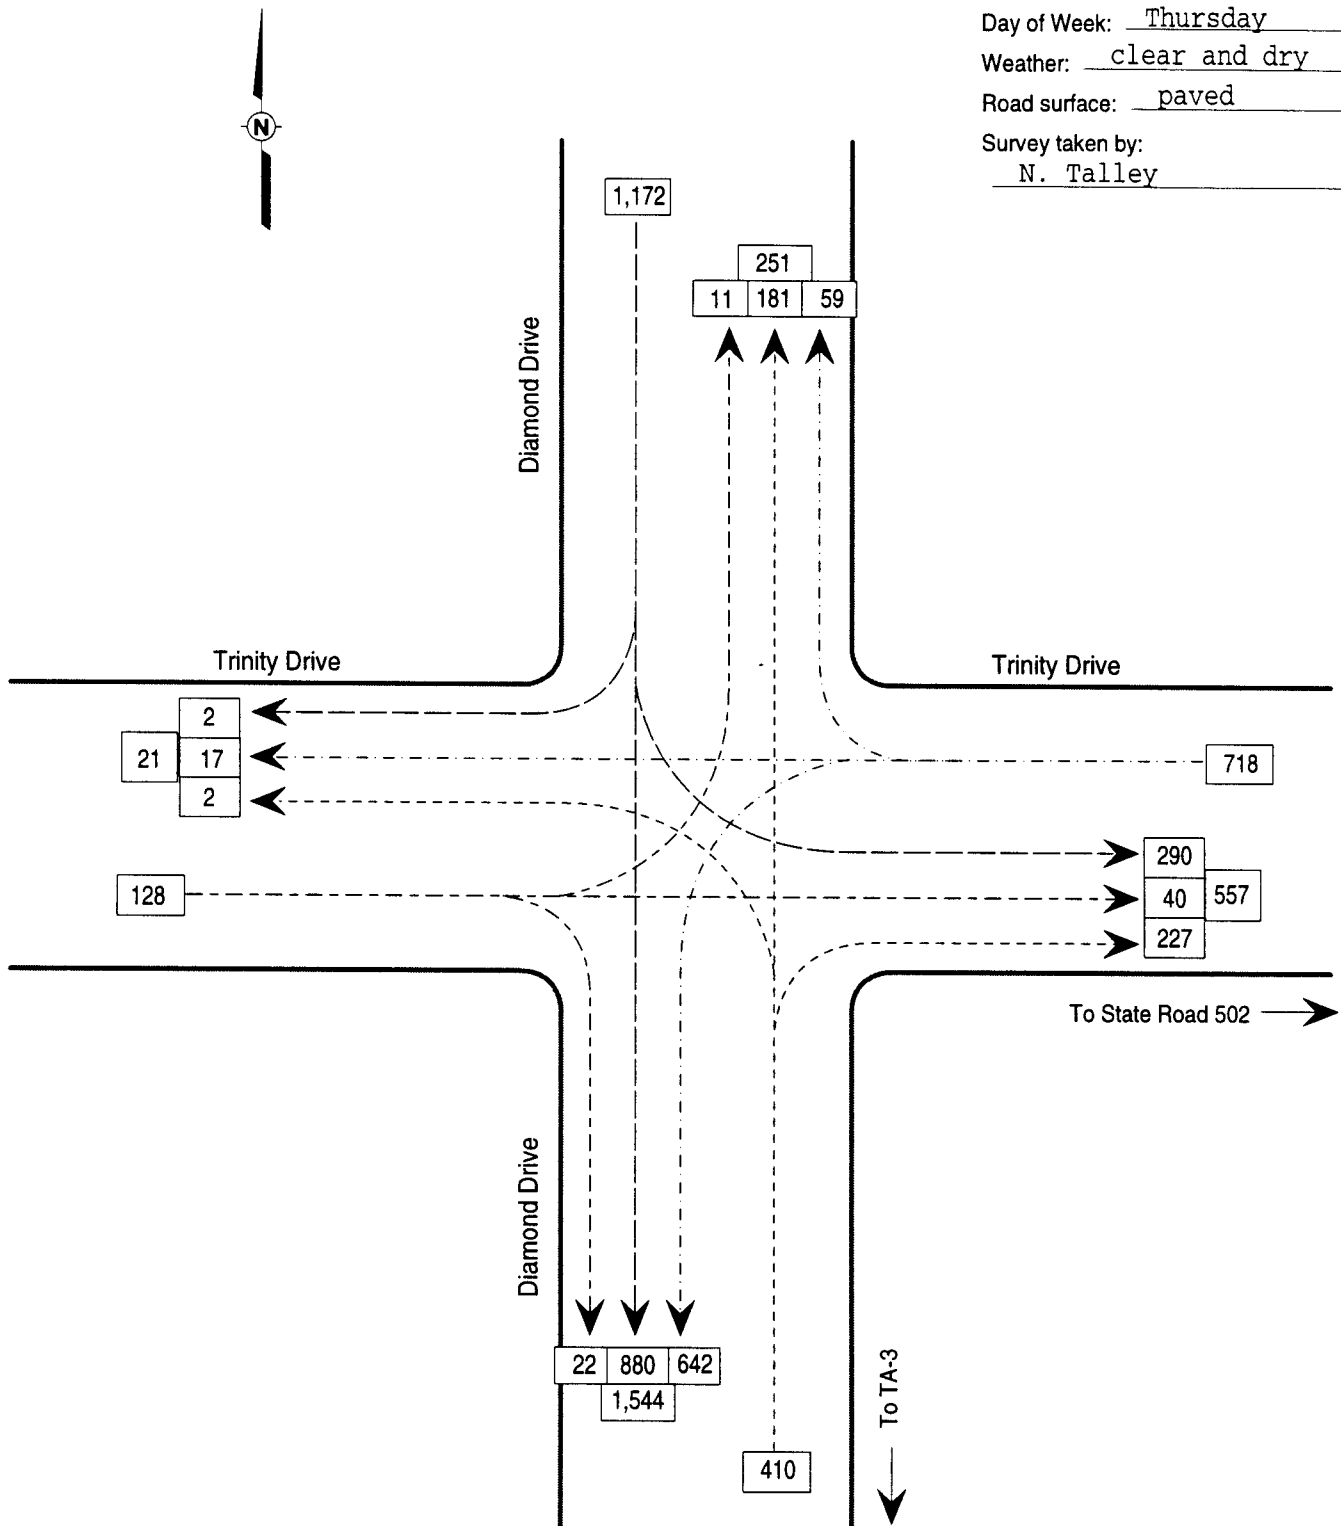 Day of Week: Thursday
Weather: clear and dry
Road surface: paved
Survey taken by:
N. Talley
N
1,172
251
11 181 59
Diamond Drive
Trinity Drive
Trinity Drive
2
21 17
2
718
128
290
40 557
227
To State Road 502
Diamond Drive
22 880 642
1,544
To TA-3
410